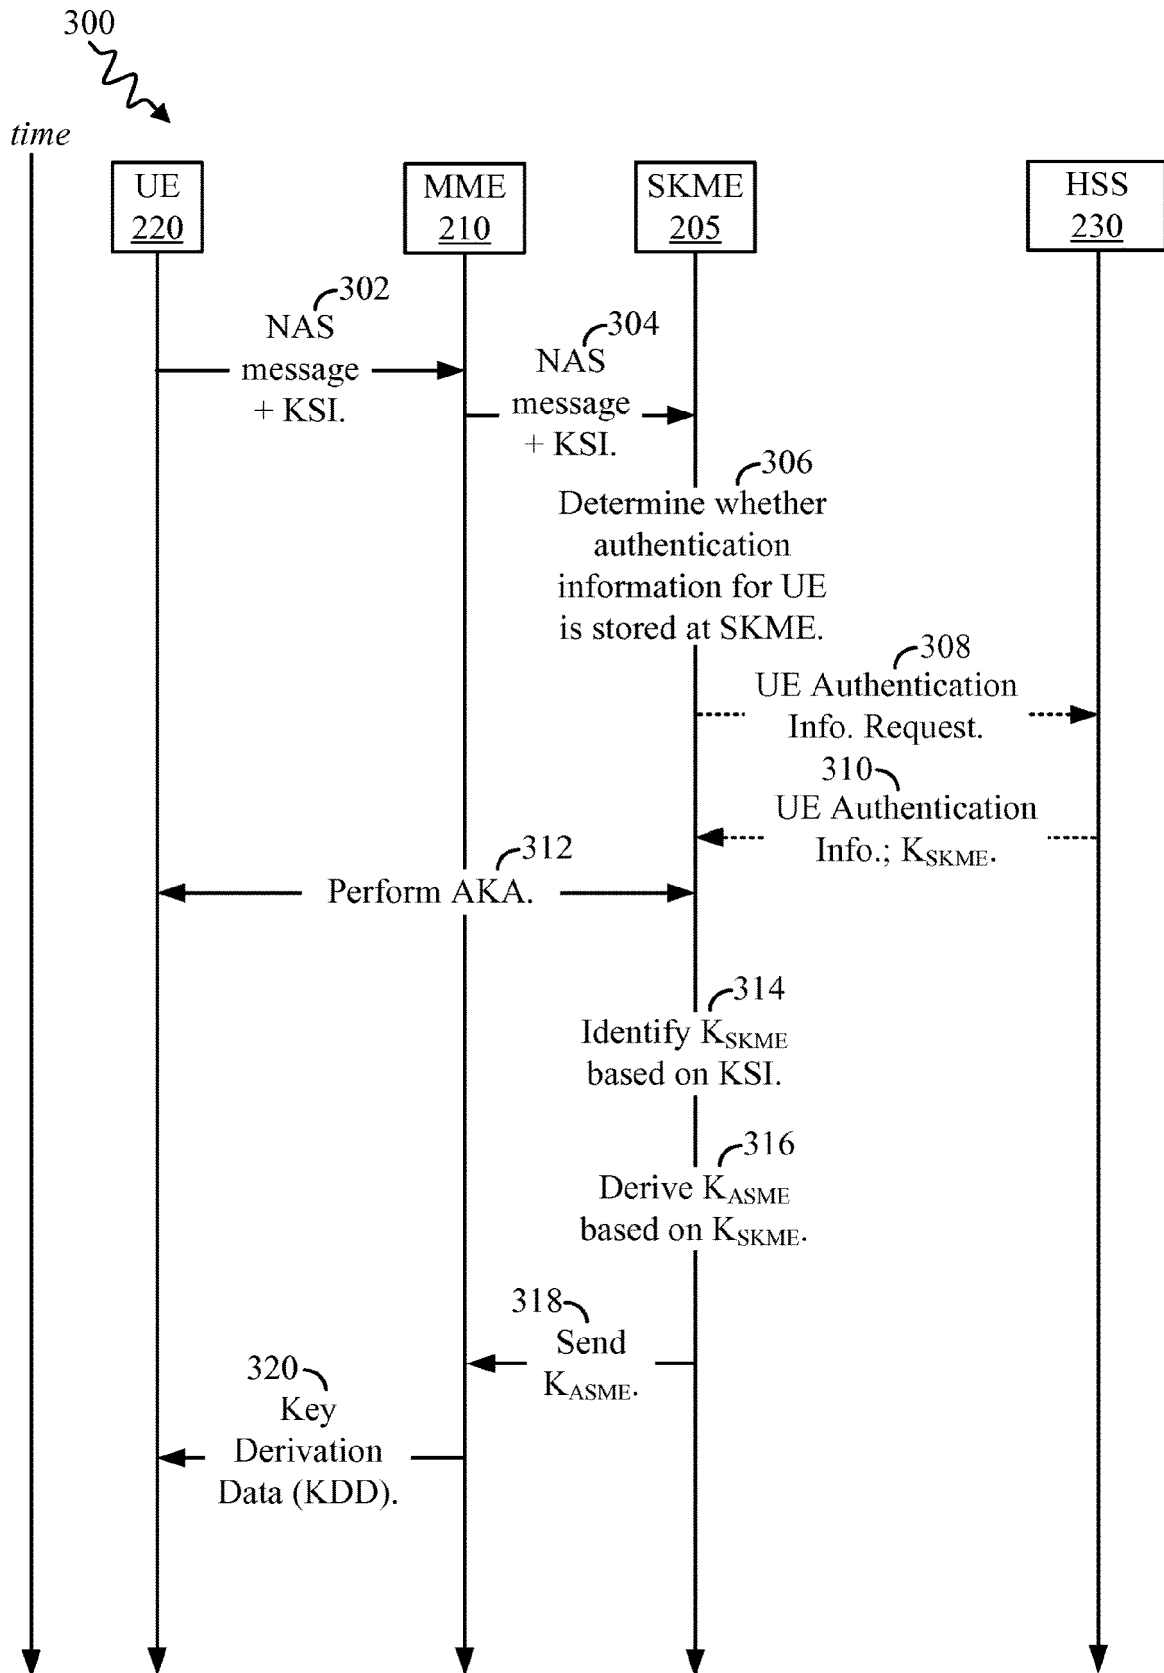 300
time
UE
220
MME
210
SKME
205
HSS
230
302
NAS
message
+ KSI.
304
NAS
message
+ KSI.
306
Determine whether
authentication
information for UE
is stored at SKME.
308
UE Authentication
Info. Request.
310
UE Authentication
Info.; KSKME.
312
Perform AKA.
314
Identify KSKME
based on KSI.
316
Derive KASME
based on KSKME.
318
Send
KASME.
320
Key
Derivation
Data (KDD).